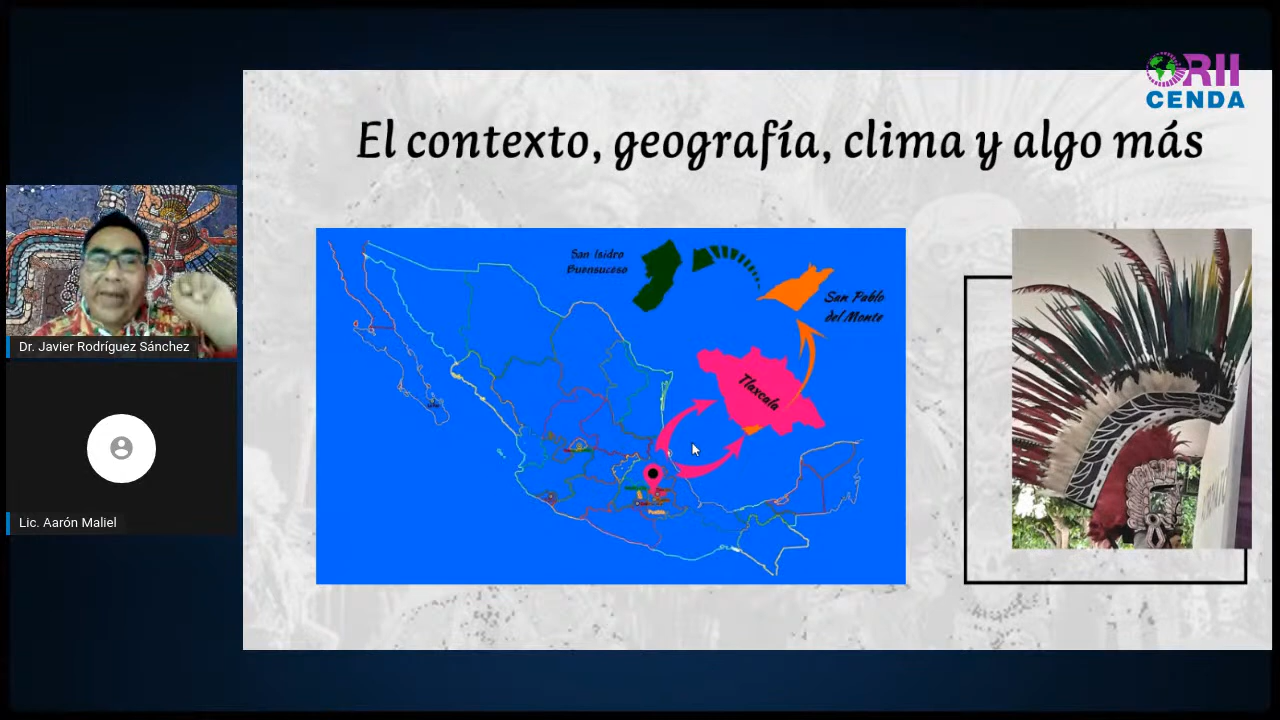 ORII
CENDA
El contexto, geografía, clima y algo más
San Isidro
Buensuceso
San Pablo
del Monte
Tlaxcala
Dr. Javier Rodríguez Sánchez
Lic. Aarón Maliel